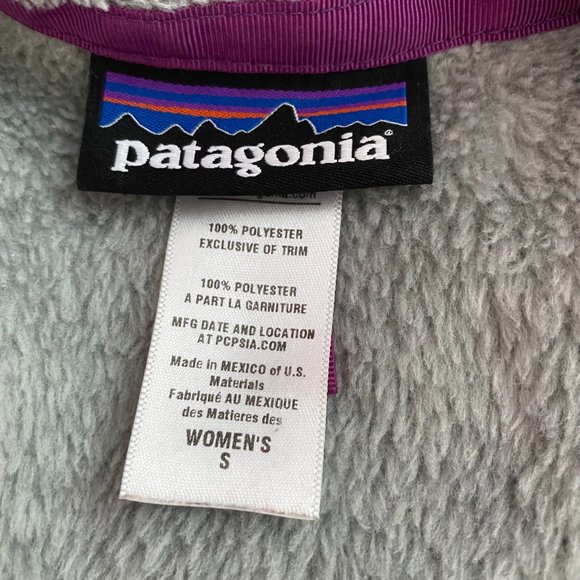 patagonia®
100% POLYESTER
EXCLUSIVE OF TRIM
100% POLYESTER
A PART LA GARNITURE
MFG DATE AND LOCATION
AT PCPSIA.COM
Made in MEXICO of U.S.
Materials
Fabriqué AU MEXIQUE
des Matieres des
WOMEN'S
S